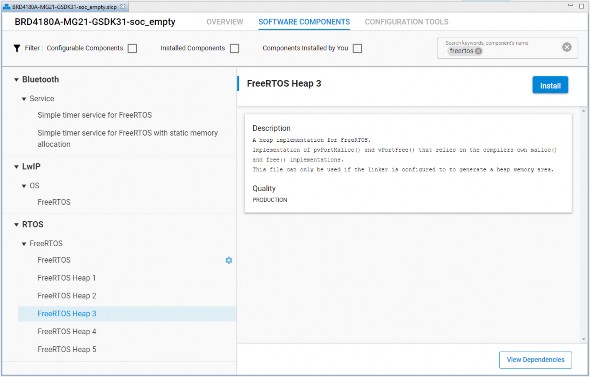 BRD4180A-MG21-GSDK31-soc_empty.slcp
BRD4180A-MG21-GSDK31-soc_empty
OVERVIEW
SOFTWARE COMPONENTS
CONFIGURATION TOOLS
Filter :
Configurable Components
Installed Components
Components Installed by You
Search keywords, component's name
freertos
Bluetooth
Service
Simple timer service for FreeRTOS
Simple timer service for FreeRTOS with static memory
allocation
LwIP
OS
FreeRTOS
RTOS
FreeRTOS
FreeRTOS
FreeRTOS Heap 1
FreeRTOS Heap 2
FreeRTOS Heap 3
FreeRTOS Heap 4
FreeRTOS Heap 5
FreeRTOS Heap 3
Install
Description
A heap implementation for FreeRTOS.
Implementation of pvPortMalloc() and vPortFree() that relies on the compilers own malloc()
and free() implementations.
This file can only be used if the linker is configured to to generate a heap memory area.
Quality
PRODUCTION
View Dependencies